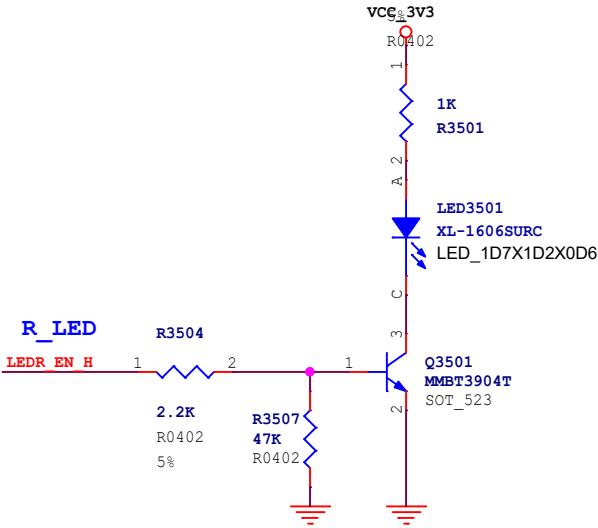 VCC_3V3
5%
R0402
1
1K
R3501
2
A
LED3501
XL-1606SURC
LED_1D7X1D2X0D6
C
3
R_LED
LEDR_EN_H
1
R3504
2
2.2K
R0402
5%
1
Q3501
MMBT3904T
SOT_523
2
R3507
47K
R0402